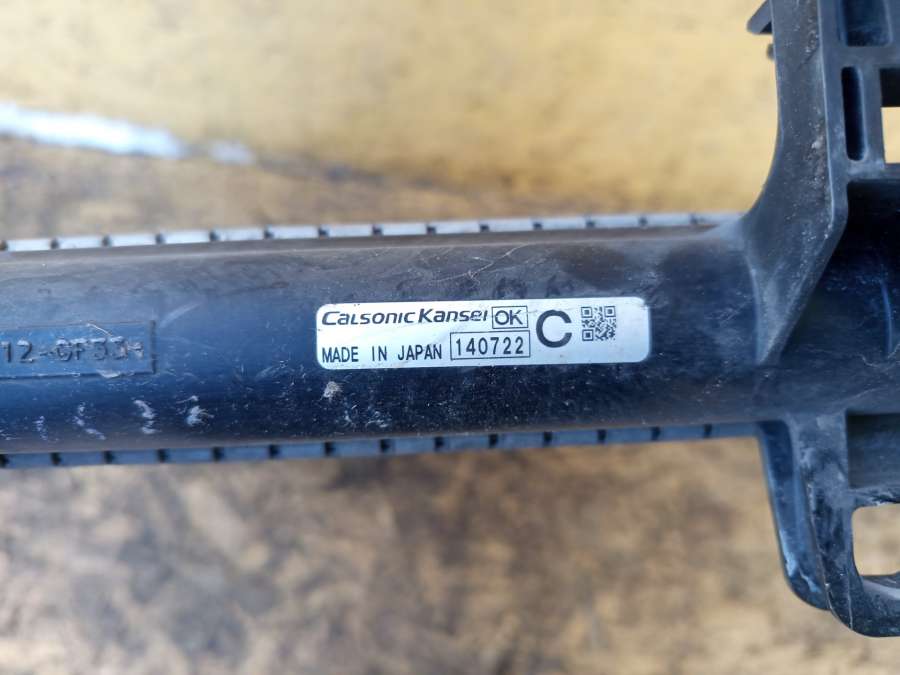 CalsonicKansei OK C
MADE IN JAPAN 140722